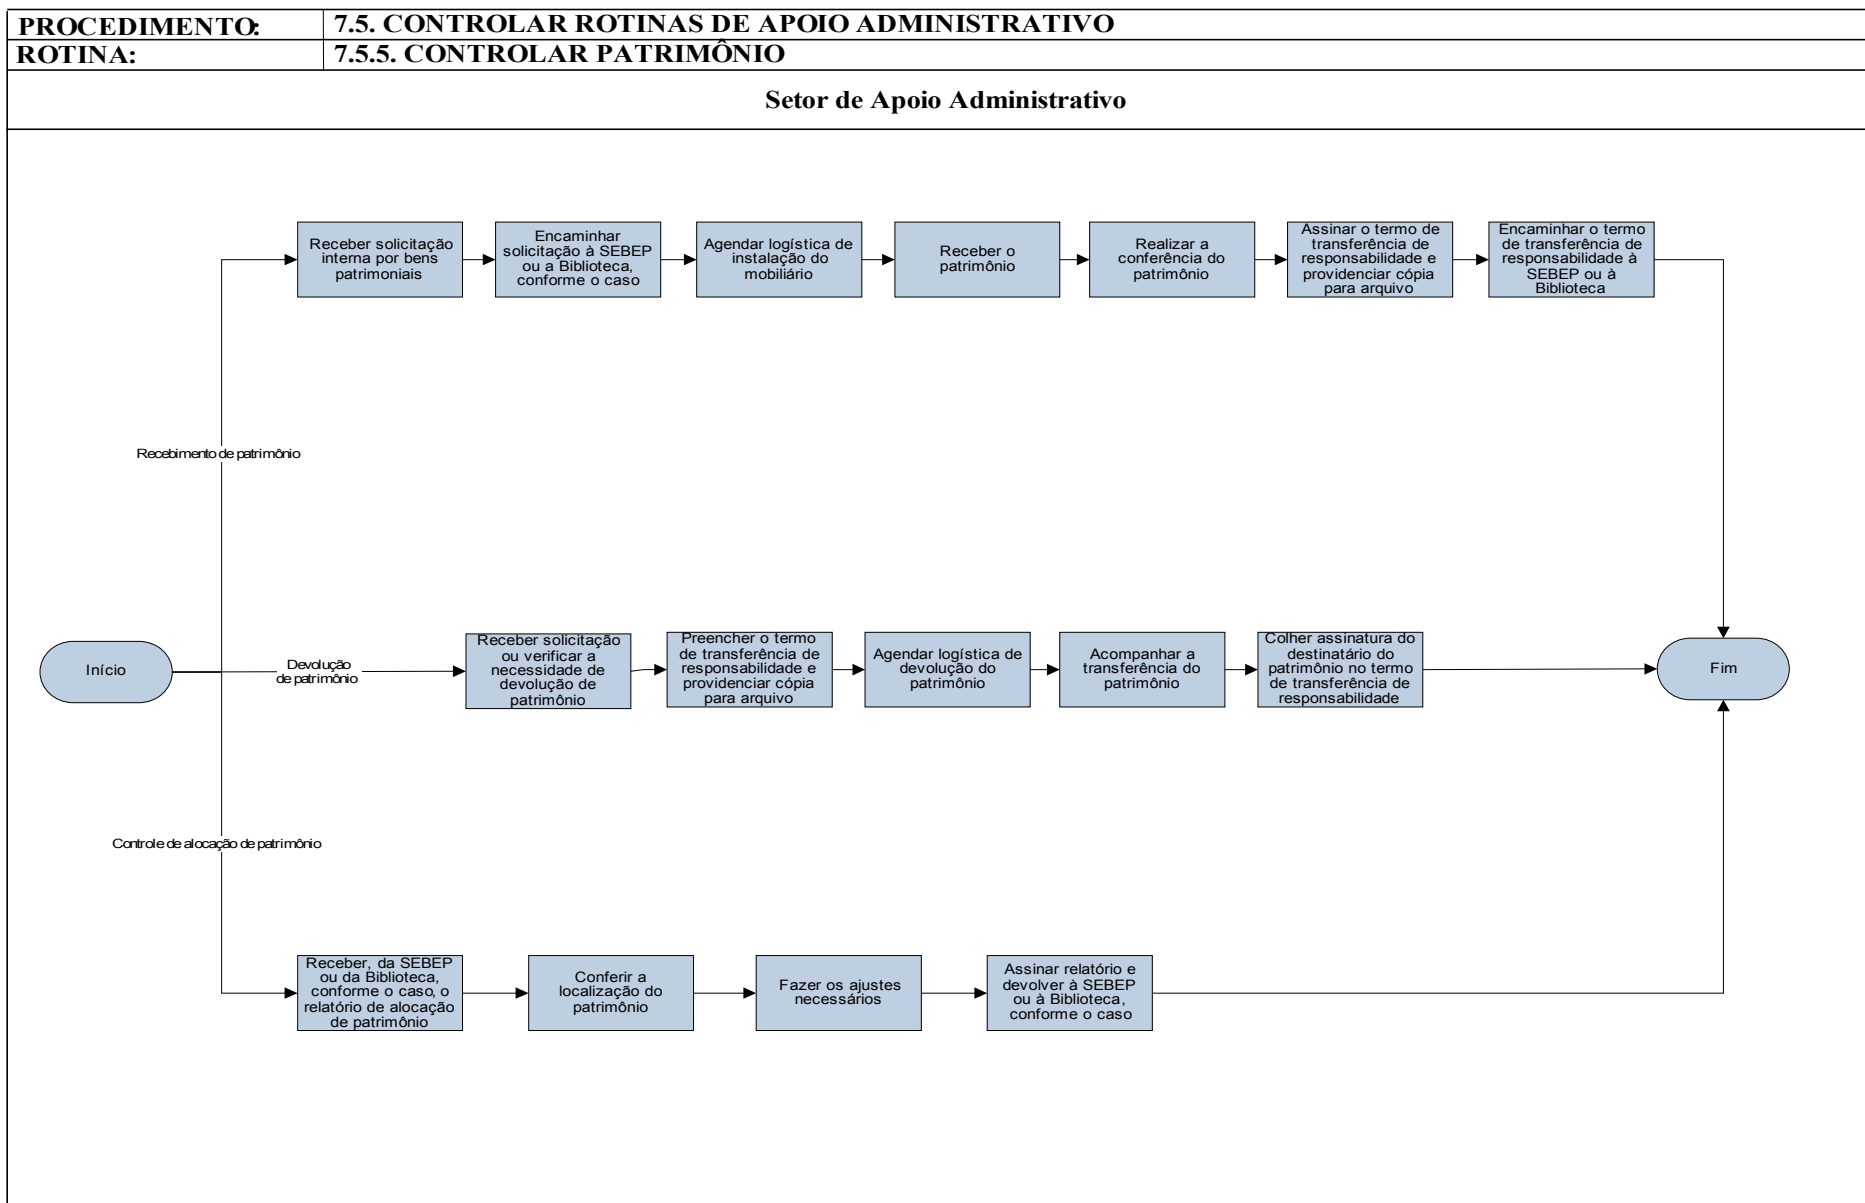 PROCEDIMENTO: 7.5. CONTROLAR ROTINAS DE APOIO ADMINISTRATIVO
ROTINA: 7.5.5. CONTROLAR PATRIMÔNIO
Setor de Apoio Administrativo
Receber solicitação
interna por bens
patrimoniais
Encaminhar
solicitação à SEBEP
ou a Biblioteca,
conforme o caso
Agendar logística de
instalação do
mobiliário
Receber o
patrimônio
Realizar a
conferência do
patrimônio
Assinar o termo de
transferência de
responsabilidade e
providenciar cópia
para arquivo
Encaminhar o termo
de transferência de
responsabilidade à
SEBEP ou à
Biblioteca
Recebimento de patrimônio
Início
Devolução
de patrimônio
Receber solicitação
ou verificar a
necessidade de
devolução de
patrimônio
Preencher o termo
de transferência de
responsabilidade e
providenciar cópia
para arquivo
Agendar logística de
devolução do
patrimônio
Acompanhar a
transferência do
patrimônio
Colher assinatura do
destinatário do
patrimônio no termo
de transferência de
responsabilidade
Fim
Controle de alocação de patrimônio
Receber, da SEBEP
ou da Biblioteca,
conforme o caso, o
relatório de alocação
de patrimônio
Conferir a
localização do
patrimônio
Fazer os ajustes
necessários
Assinar relatório e
devolver à SEBEP
ou à Biblioteca,
conforme o caso